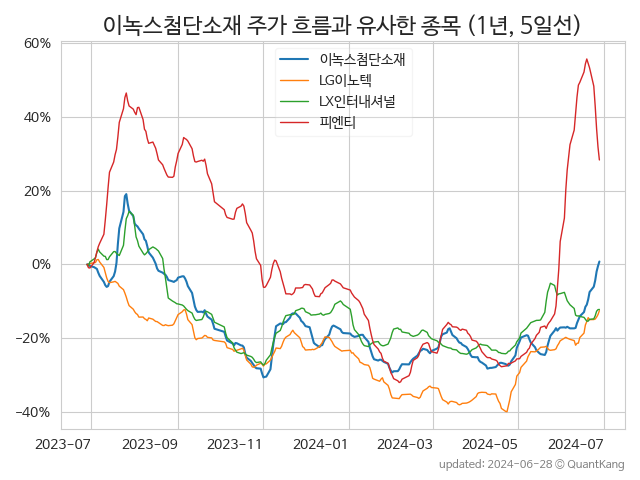 이녹스첨단소재 주가 흐름과 유사한 종목 (1년, 5일선)
60%
40%
20%
0%
−20%
−40%
이녹스첨단소재
LG이노텍
LX인터내셔널
피엔티
2023-07
2023-09
2023-11
2024-01
2024-03
2024-05
2024-07
updated: 2024-06-28 © QuantKang